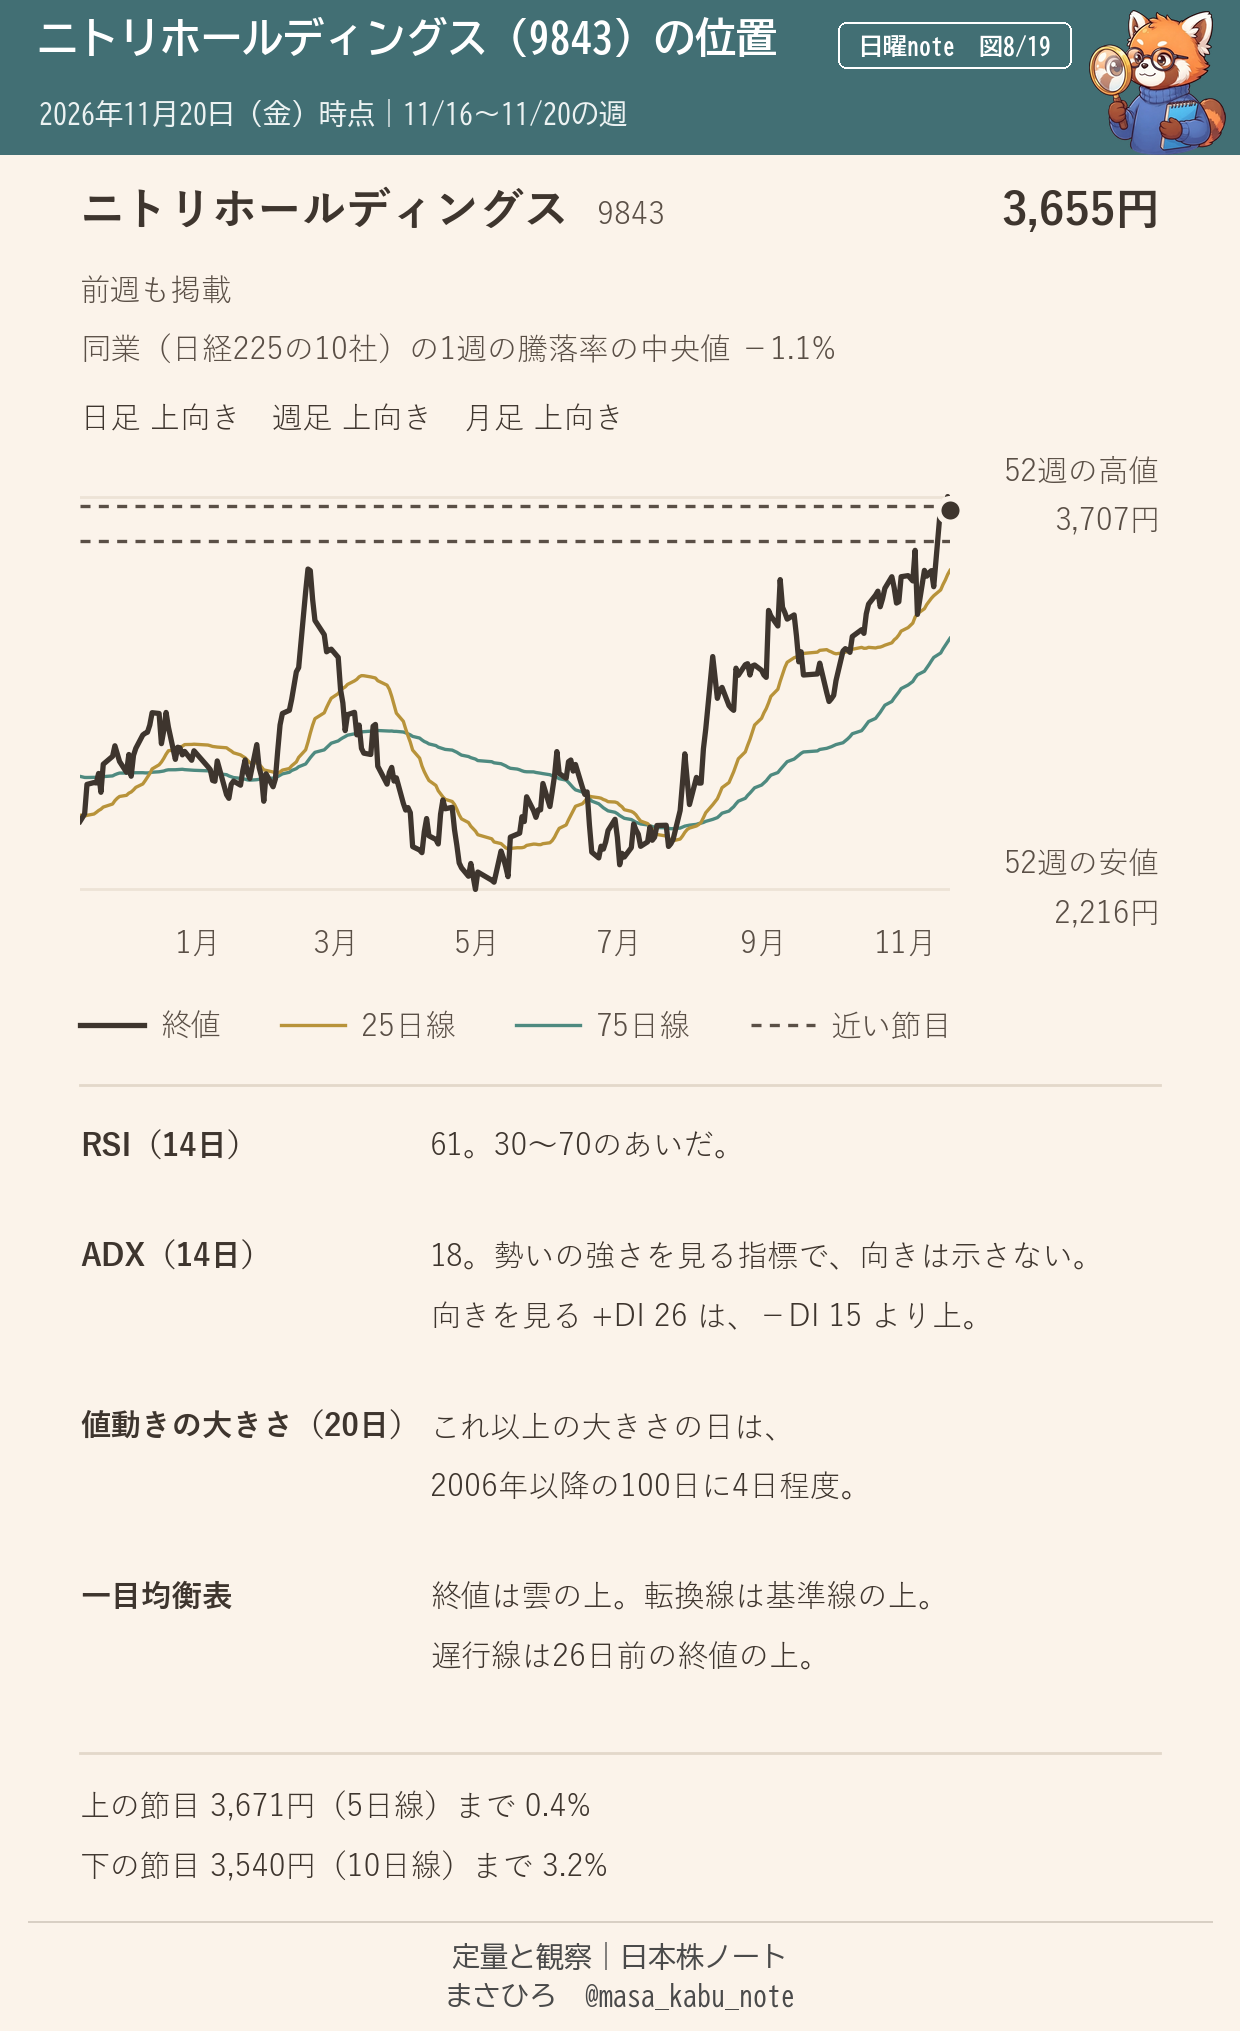 ニトリホールディングス（9843）の位置
日曜note　図8/19
2026年11月20日（金）時点｜11/16～11/20の週
ニトリホールディングス 9843 3,655円
前週も掲載
同業（日経225の10社）の1週の騰落率の中央値 －1.1%
日足 上向き　週足 上向き　月足 上向き
52週の高値
3,707円
52週の安値
2,216円
1月 3月 5月 7月 9月 11月
終値 25日線 75日線 近い節目
RSI（14日） 61。30～70のあいだ。
ADX（14日） 18。勢いの強さを見る指標で、向きは示さない。
向きを見る +DI 26 は、－DI 15 より上。
値動きの大きさ（20日） これ以上の大きさの日は、
2006年以降の100日に4日程度。
一目均衡表 終値は雲の上。転換線は基準線の上。
遅行線は26日前の終値の上。
上の節目 3,671円（5日線）まで 0.4%
下の節目 3,540円（10日線）まで 3.2%
定量と観察｜日本株ノート
まさひろ　@masa_kabu_note